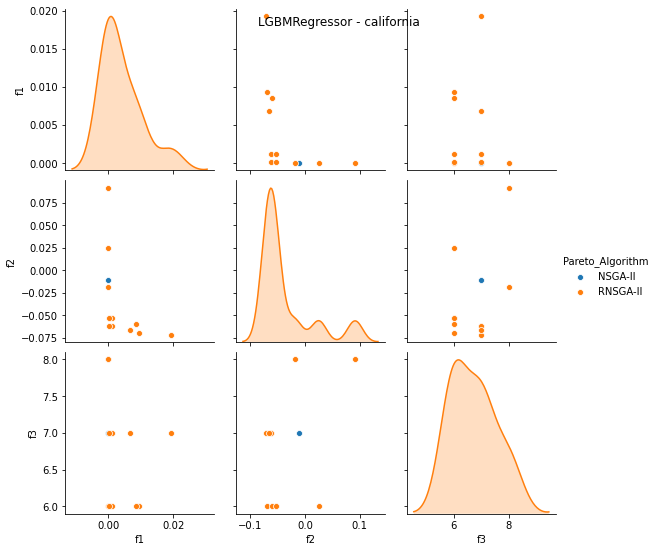 LGBMRegressor - california
0.020
0.015
0.010
0.005
0.000
f1
0.075
0.050
0.025
0.000
−0.025
−0.050
−0.075
f2
Pareto_Algorithm
NSGA-II
RNSGA-II
8.0
7.5
7.0
6.5
6.0
f3
0.00 0.02
f1
−0.1 0.0 0.1
f2
6 8
f3